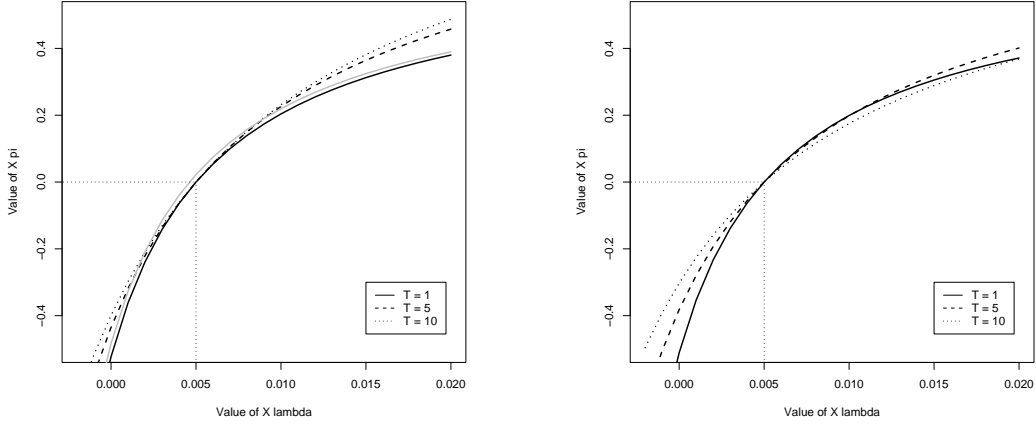 0.4
0.2
0.0
−0.2
−0.4
Value of X pi
0.000 0.005 0.010 0.015 0.020
Value of X lambda
T = 1
T = 5
T = 10
0.4
0.2
0.0
−0.2
−0.4
Value of X pi
0.000 0.005 0.010 0.015 0.020
Value of X lambda
T = 1
T = 5
T = 10